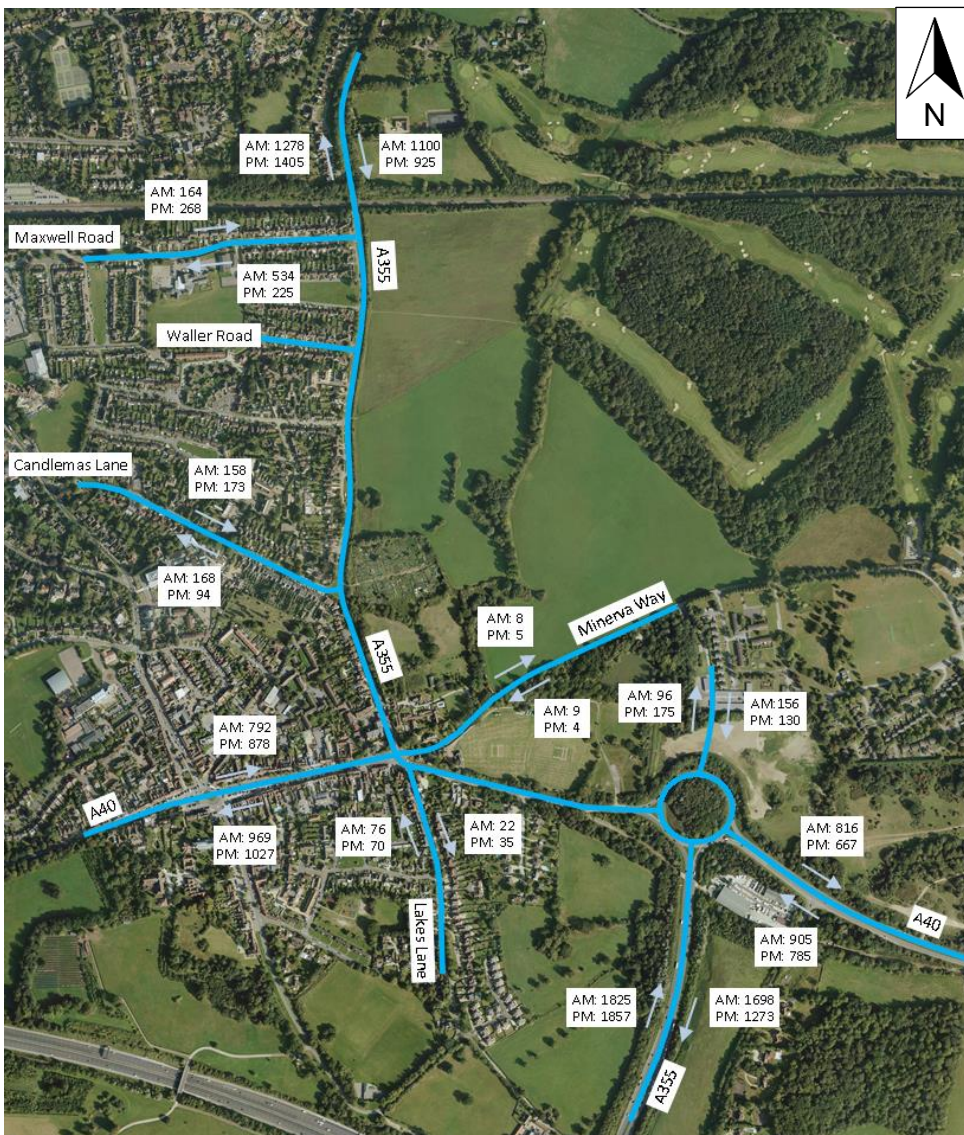 N
AM: 1278
PM: 1405
AM: 1100
PM: 925
AM: 164
PM: 268
Maxwell Road
A355
AM: 534
PM: 225
Waller Road
Candlemas Lane
AM: 158
PM: 173
AM: 168
PM: 94
Minerva Way
AM: 8
PM: 5
A355
AM: 96
PM: 175
AM:156
PM: 130
AM: 9
PM: 4
AM: 792
PM: 878
A40
AM: 969
PM: 1027
AM: 76
PM: 70
AM: 22
PM: 35
AM: 816
PM: 667
Lakes Lane
A40
AM: 905
PM: 785
AM: 1825
PM: 1857
AM: 1698
PM: 1273
A355